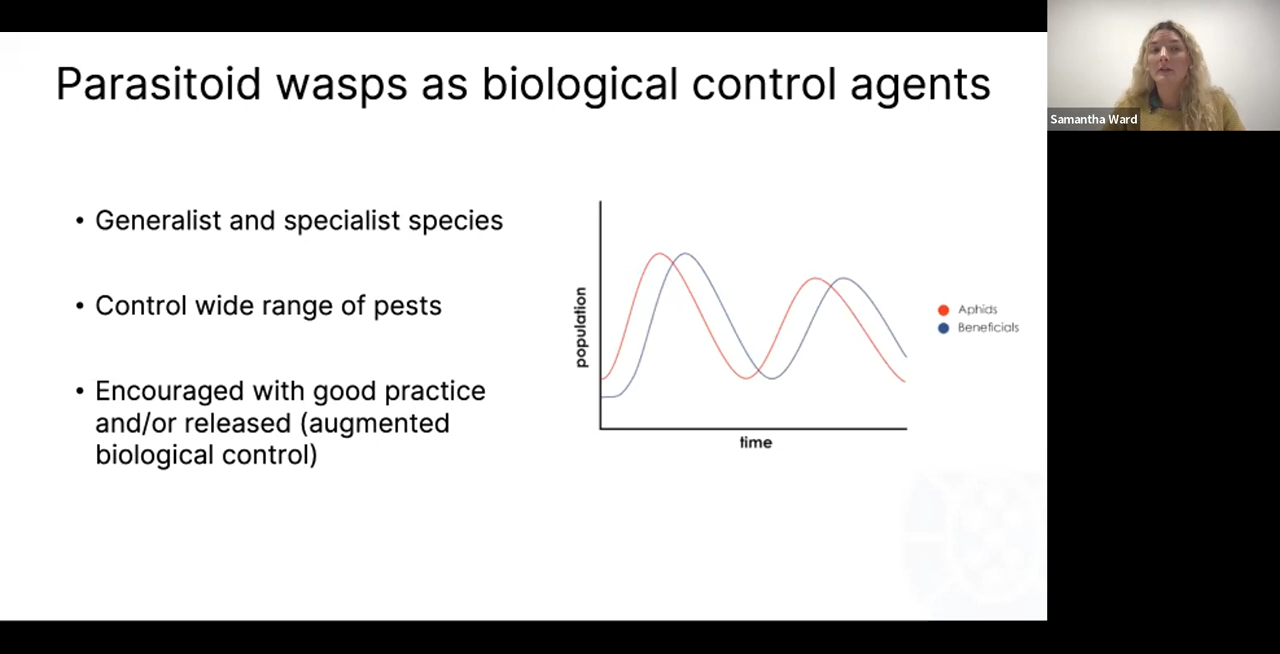 Parasitoid wasps as biological control agents
Samantha Ward
• Generalist and specialist species
• Control wide range of pests
• Encouraged with good practice
and/or released (augmented
biological control)
population
time
Aphids
Beneficials